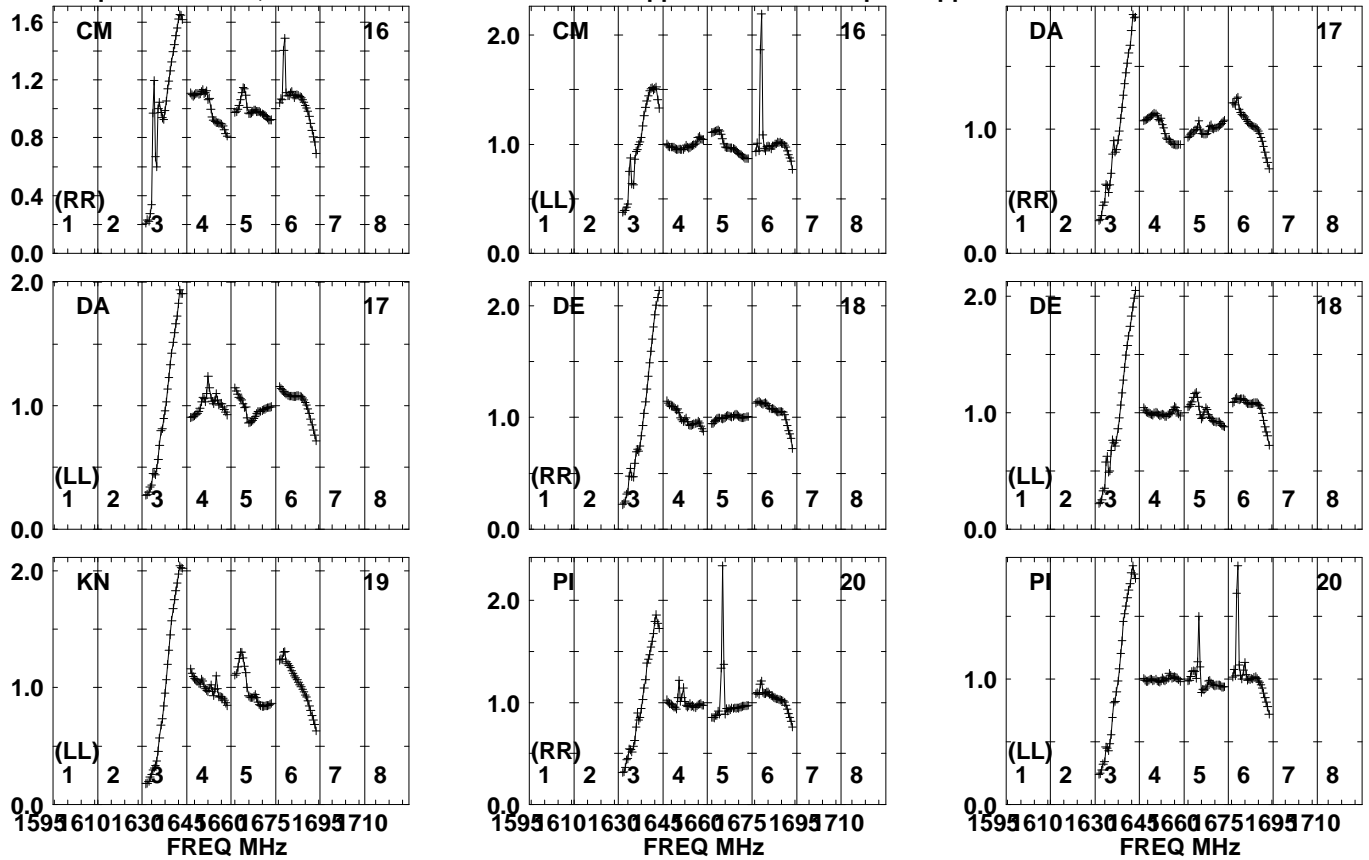 1.6 CM 16
1.2
0.8
0.4 (RR)
1 2 3 4 5 6 7 8
0.0
2.0 CM 16
1.0
(LL)
1 2 3 4 5 6 7 8
0.0
DA 17
1.0
(RR)
1 2 3 4 5 6 7 8
0.0
2.0 DA 17
1.0
(LL)
1 2 3 4 5 6 7 8
0.0
2.0 DE 18
1.0
(RR)
1 2 3 4 5 6 7 8
0.0
2.0 DE 18
1.0
(LL)
1 2 3 4 5 6 7 8
0.0
2.0 KN 19
1.0
(LL)
1 2 3 4 5 6 7 8
0.0
1595 1610 1630 1645 1660 1675 1695 1710
FREQ MHz
2.0 PI 20
1.0
(RR)
1 2 3 4 5 6 7 8
0.0
1595 1610 1630 1645 1660 1675 1695 1710
FREQ MHz
PI 20
1.0
(LL)
1 2 3 4 5 6 7 8
0.0
1595 1610 1630 1645 1660 1675 1695 1710
FREQ MHz